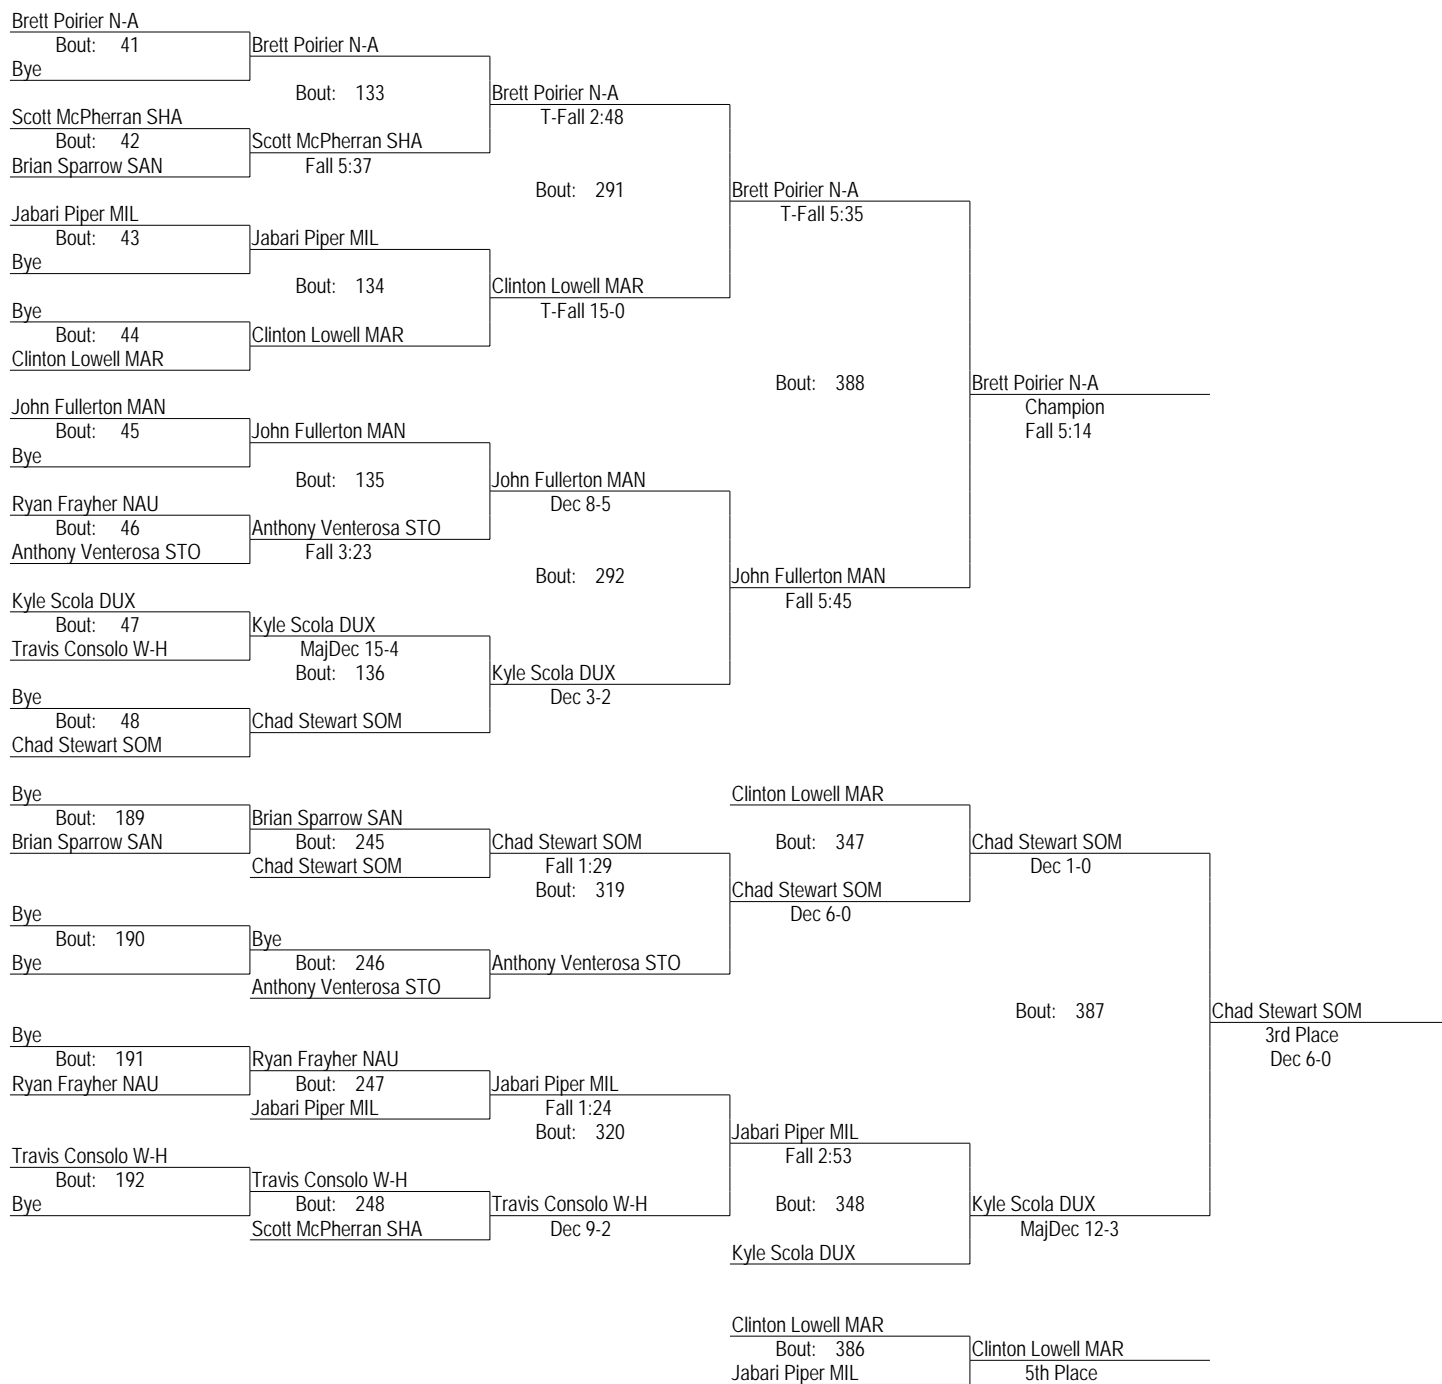 Brett Poirier N-A
Bout: 41
Brett Poirier N-A
Bye
Bout: 133
Brett Poirier N-A
Scott McPherran SHA
T-Fall 2:48
Bout: 42
Scott McPherran SHA
Brian Sparrow SAN
Fall 5:37
Bout: 291
Brett Poirier N-A
Jabari Piper MIL
T-Fall 5:35
Bout: 43
Jabari Piper MIL
Bye
Bout: 134
Clinton Lowell MAR
Bye
T-Fall 15-0
Bout: 44
Clinton Lowell MAR
Clinton Lowell MAR
Bout: 388
Brett Poirier N-A
John Fullerton MAN
Champion
Bout: 45
John Fullerton MAN
Fall 5:14
Bye
Bout: 135
John Fullerton MAN
Ryan Frayher NAU
Dec 8-5
Bout: 46
Anthony Venterosa STO
Anthony Venterosa STO
Fall 3:23
Bout: 292
John Fullerton MAN
Kyle Scola DUX
Fall 5:45
Bout: 47
Kyle Scola DUX
Travis Consolo W-H
MajDec 15-4
Bout: 136
Kyle Scola DUX
Bye
Dec 3-2
Bout: 48
Chad Stewart SOM
Chad Stewart SOM
Bye
Clinton Lowell MAR
Bout: 189
Brian Sparrow SAN
Brian Sparrow SAN
Bout: 245
Chad Stewart SOM
Bout: 347
Chad Stewart SOM
Chad Stewart SOM
Fall 1:29
Dec 1-0
Bout: 319
Chad Stewart SOM
Bye
Dec 6-0
Bout: 190
Bye
Bye
Bout: 246
Anthony Venterosa STO
Anthony Venterosa STO
Bout: 387
Chad Stewart SOM
Bye
3rd Place
Bout: 191
Ryan Frayher NAU
Dec 6-0
Ryan Frayher NAU
Bout: 247
Jabari Piper MIL
Jabari Piper MIL
Fall 1:24
Bout: 320
Jabari Piper MIL
Travis Consolo W-H
Fall 2:53
Bout: 192
Travis Consolo W-H
Bye
Bout: 248
Travis Consolo W-H
Bout: 348
Kyle Scola DUX
Scott McPherran SHA
Dec 9-2
MajDec 12-3
Kyle Scola DUX
Clinton Lowell MAR
Bout: 386
Clinton Lowell MAR
Jabari Piper MIL
5th Place